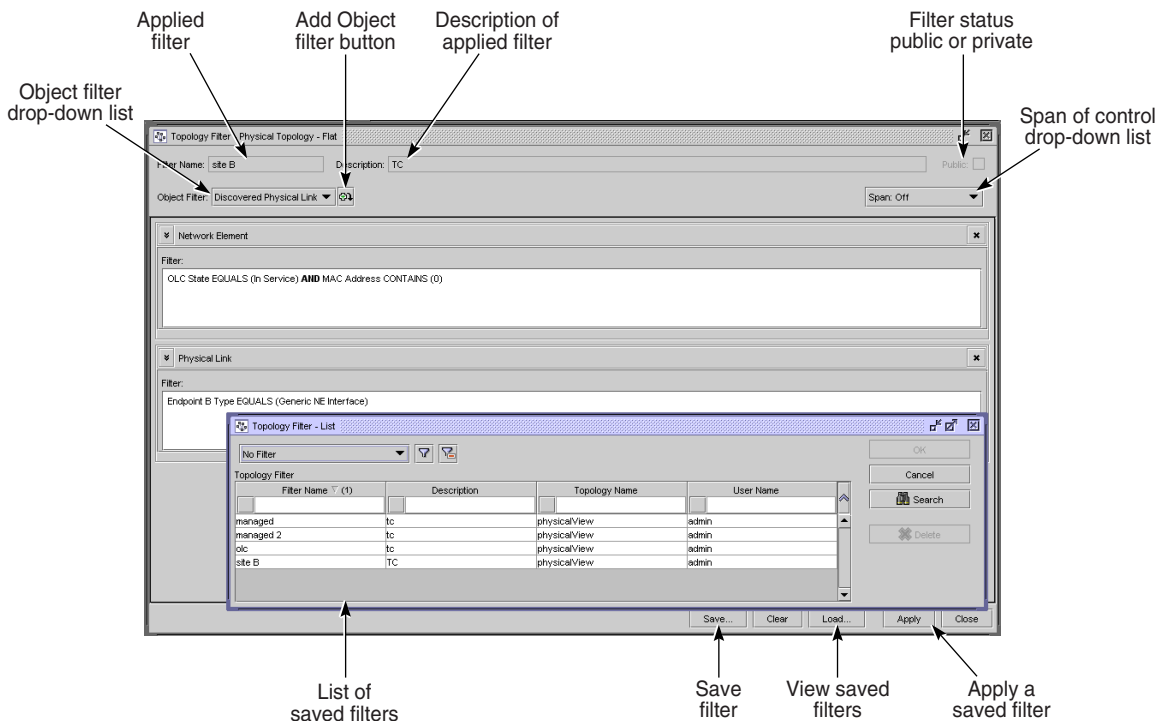 Applied
filter
Add Object
filter button
Description of
applied filter
Filter status
public or private
Object filter
drop-down list
Span of control
drop-down list
Topology Filter - Physical Topology - Flat
Filter Name: site B
Description: TC
Public:
Object Filter: Discovered Physical Link
Span: Off
Network Element
Filter:
OLC State EQUALS (In Service) AND MAC Address CONTAINS (0)
Physical Link
Filter:
Endpoint B Type EQUALS (Generic NE Interface)
Topology Filter - List
No Filter
OK
Cancel
Search
Delete
Topology Filter
Filter Name (1) Description Topology Name User Name
managed tc physicalView admin
managed 2 tc physicalView admin
olc tc physicalView admin
site B TC physicalView admin
Save... Clear Load... Apply Close
List of
saved filters
Save
filter
View saved
filters
Apply a
saved filter